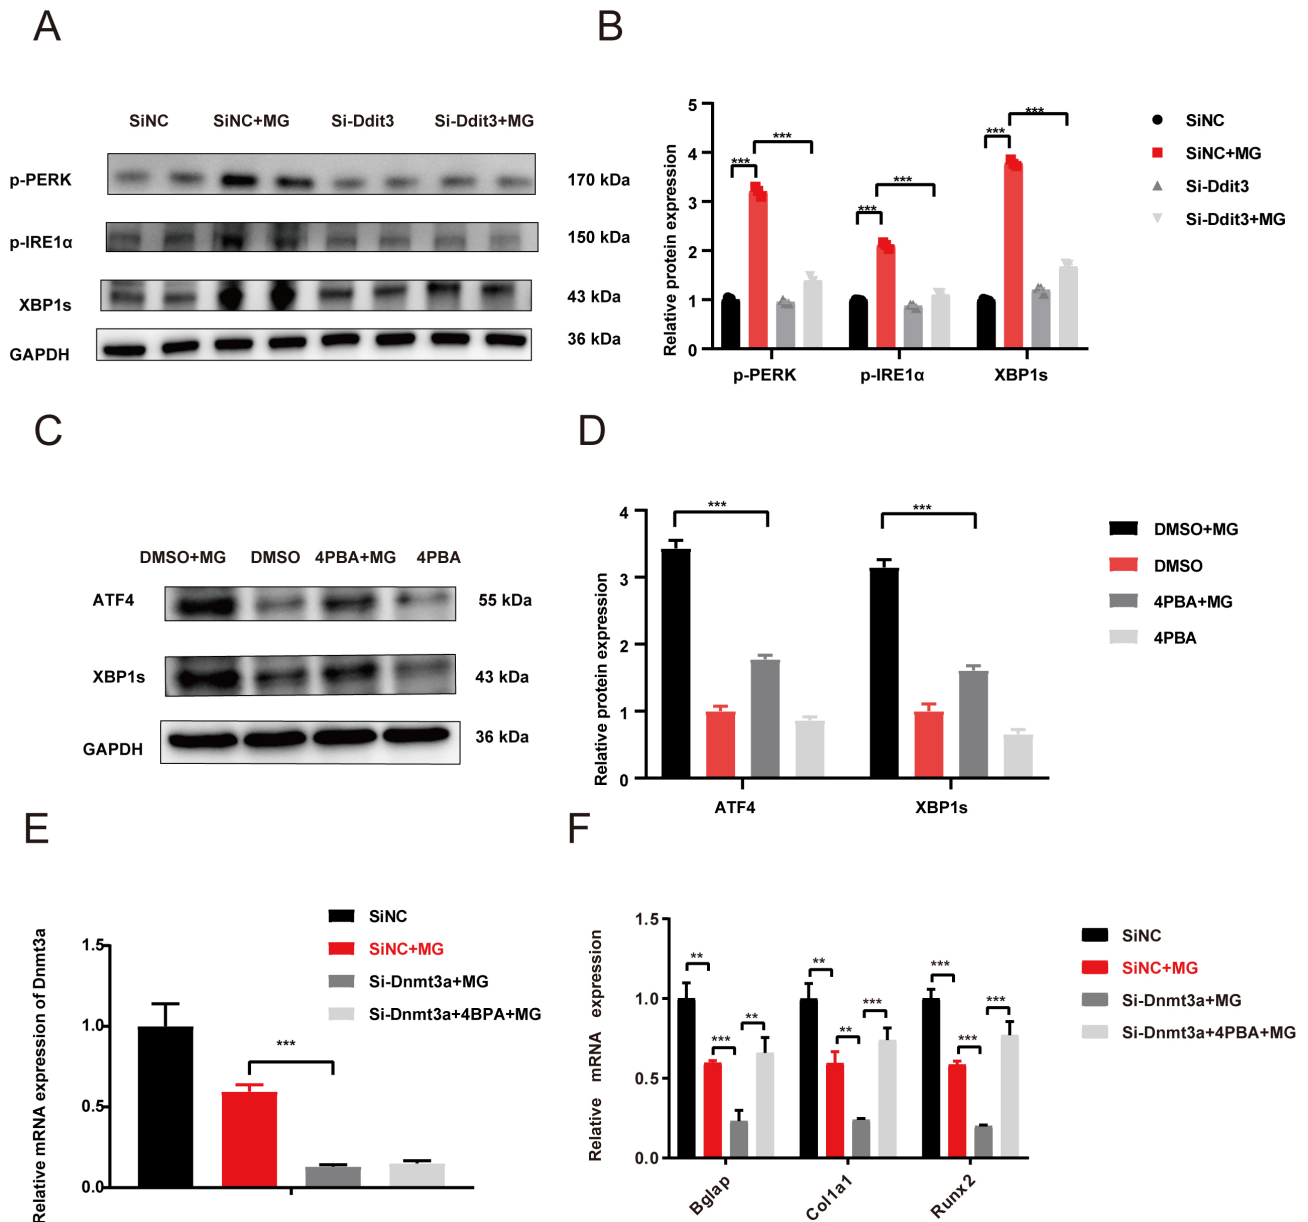 A
SiNC SiNC+MG Si-Ddit3 Si-Ddit3+MG
p-PERK 170 kDa
p-IRE1α 150 kDa
XBP1s 43 kDa
GAPDH 36 kDa
B
Relative protein expression
5
4
3
2
1
0
*** *** *** *** *** ***
p-PERK p-IRE1α XBP1s
SiNC
SiNC+MG
Si-Ddit3
Si-Ddit3+MG
C
DMSO+MG DMSO 4PBA+MG 4PBA
ATF4 55 kDa
XBP1s 43 kDa
GAPDH 36 kDa
D
Relative protein expression
4
3
2
1
0
*** ***
ATF4 XBP1s
DMSO+MG
DMSO
4PBA+MG
4PBA
E
Relative mRNA expression of Dnmt3a
1.5
1.0
0.5
0.0
***
SiNC
SiNC+MG
Si-Dnmt3a+MG
Si-Dnmt3a+4BPA+MG
F
Relative mRNA expression
1.5
1.0
0.5
0.0
** *** ** ** ** *** *** *** ***
Bglap Col1a1 Runx2
SiNC
SiNC+MG
Si-Dnmt3a+MG
Si-Dnmt3a+4PBA+MG